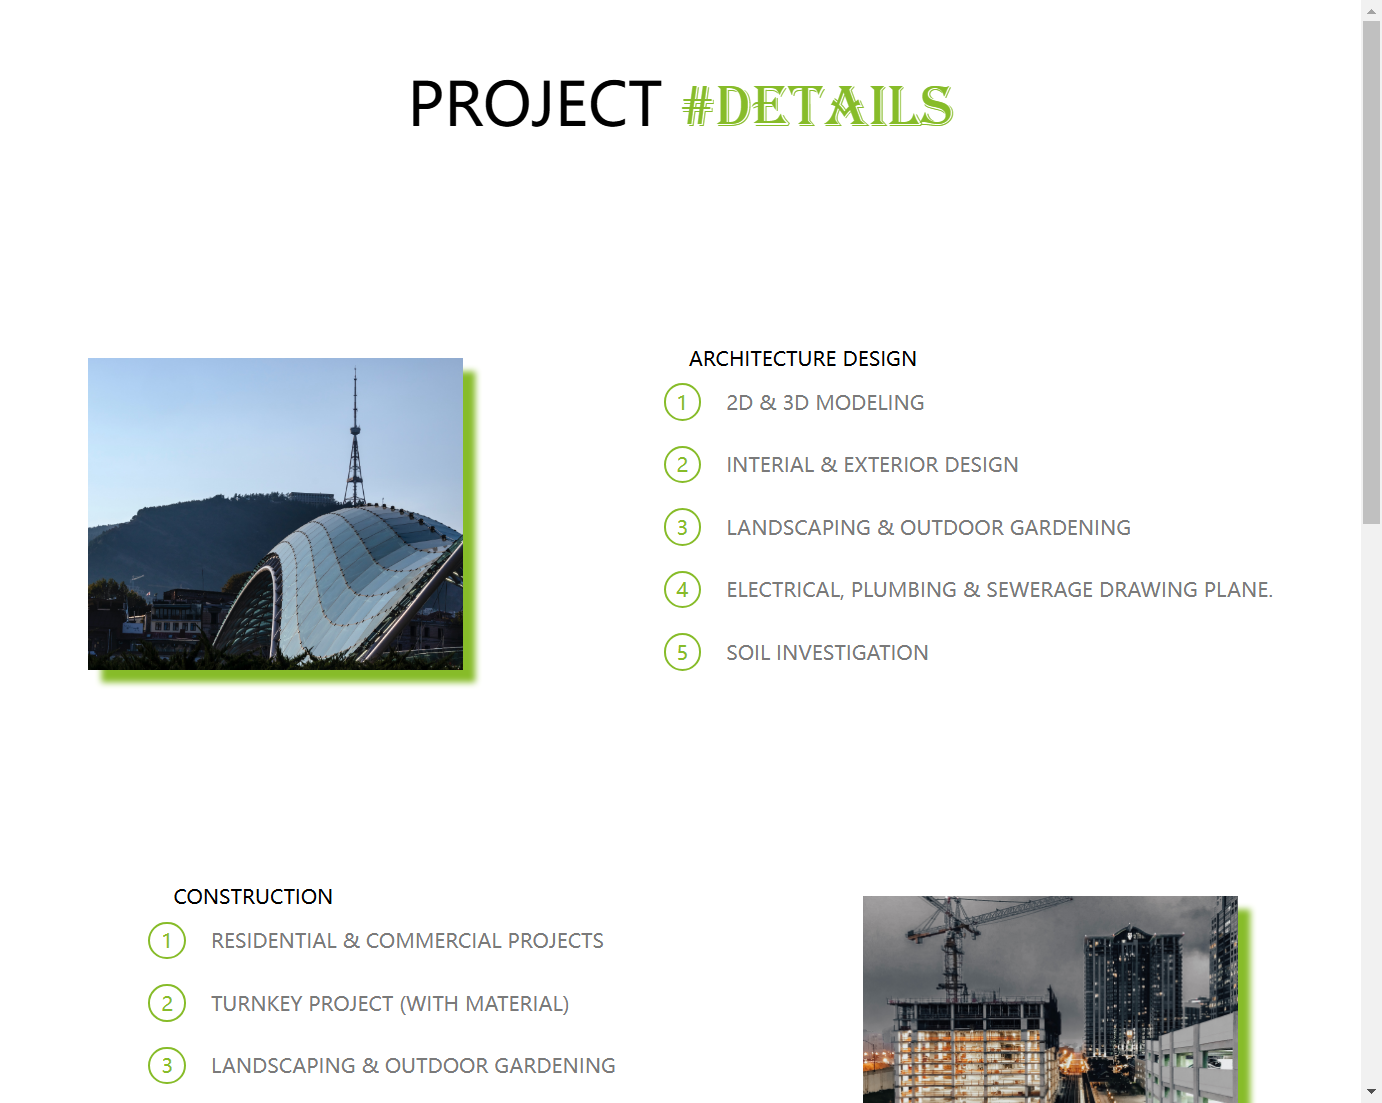 PROJECT #DETAILS
ARCHITECTURE DESIGN
1 2D & 3D MODELING
2 INTERIAL & EXTERIOR DESIGN
3 LANDSCAPING & OUTDOOR GARDENING
4 ELECTRICAL, PLUMBING & SEWERAGE DRAWING PLANE.
5 SOIL INVESTIGATION
CONSTRUCTION
1 RESIDENTIAL & COMMERCIAL PROJECTS
2 TURNKEY PROJECT (WITH MATERIAL)
3 LANDSCAPING & OUTDOOR GARDENING